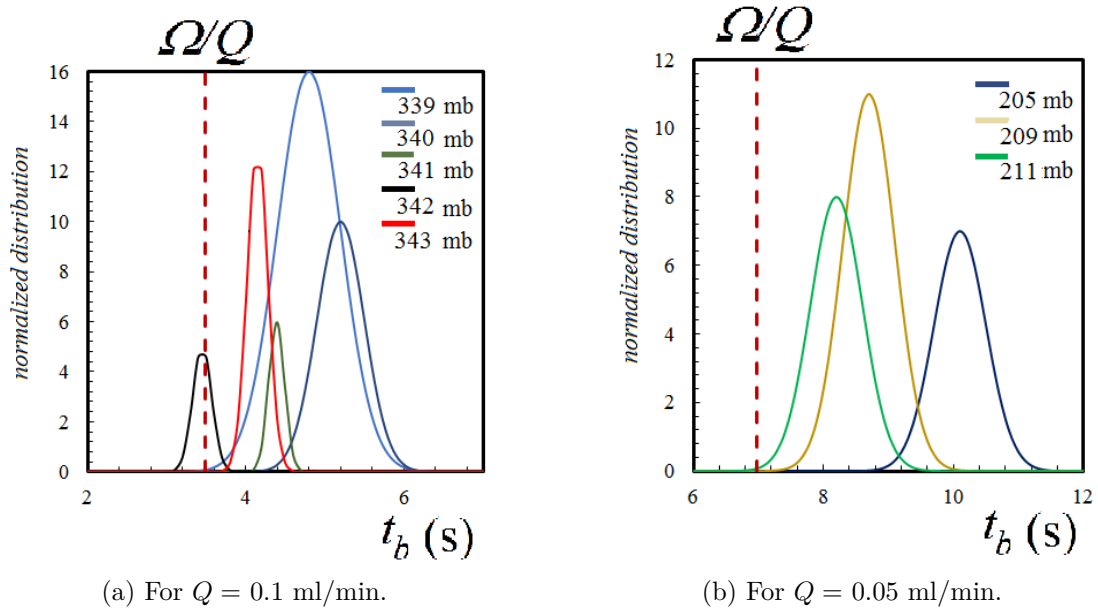 Ω/Q
16
14
12
10
8
6
4
2
0
2
4
6
normalized distribution
t_b (s)
339 mb
340 mb
341 mb
342 mb
343 mb
(a) For Q = 0.1 ml/min.
Ω/Q
12
10
8
6
4
2
0
6
8
10
12
normalized distribution
t_b (s)
205 mb
209 mb
211 mb
(b) For Q = 0.05 ml/min.